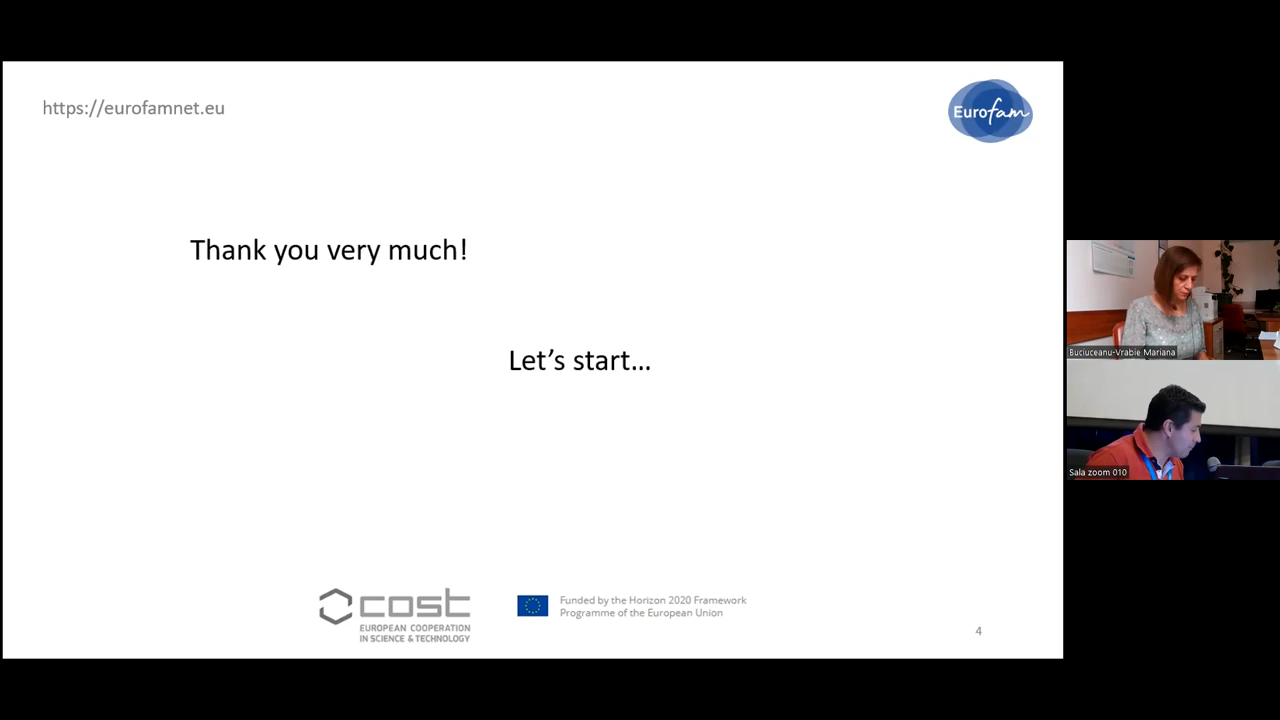 https://eurofamnet.eu
Eurofam
Thank you very much!
Let’s start...
cost
EUROPEAN COOPERATION
IN SCIENCE & TECHNOLOGY
Funded by the Horizon 2020 Framework
Programme of the European Union
4
Buciuceanu-Vrabie Mariana
Sala zoom 010